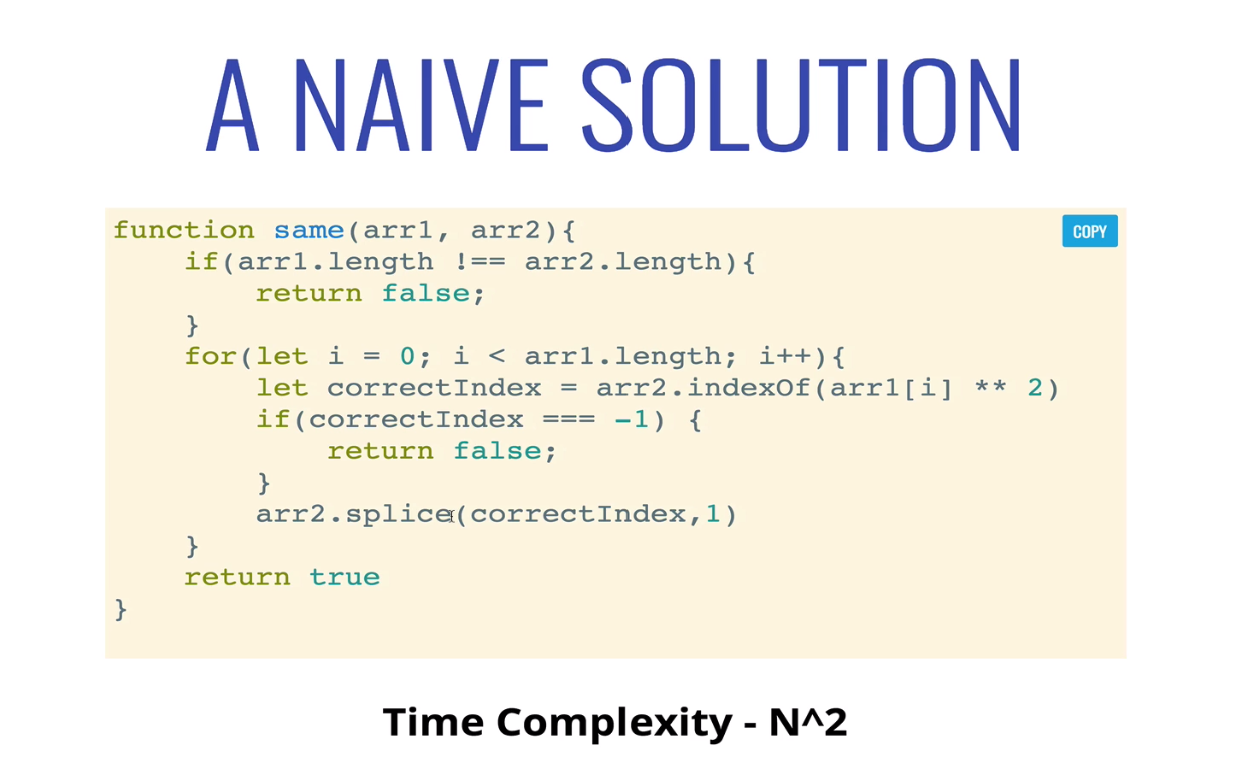 A NAIVE SOLUTION
COPY
function same(arr1, arr2){
    if(arr1.length !== arr2.length){
        return false;
    }
    for(let i = 0; i < arr1.length; i++){
        let correctIndex = arr2.indexOf(arr1[i] ** 2)
        if(correctIndex === -1) {
            return false;
        }
        arr2.splice(correctIndex,1)
    }
    return true
}
Time Complexity - N^2